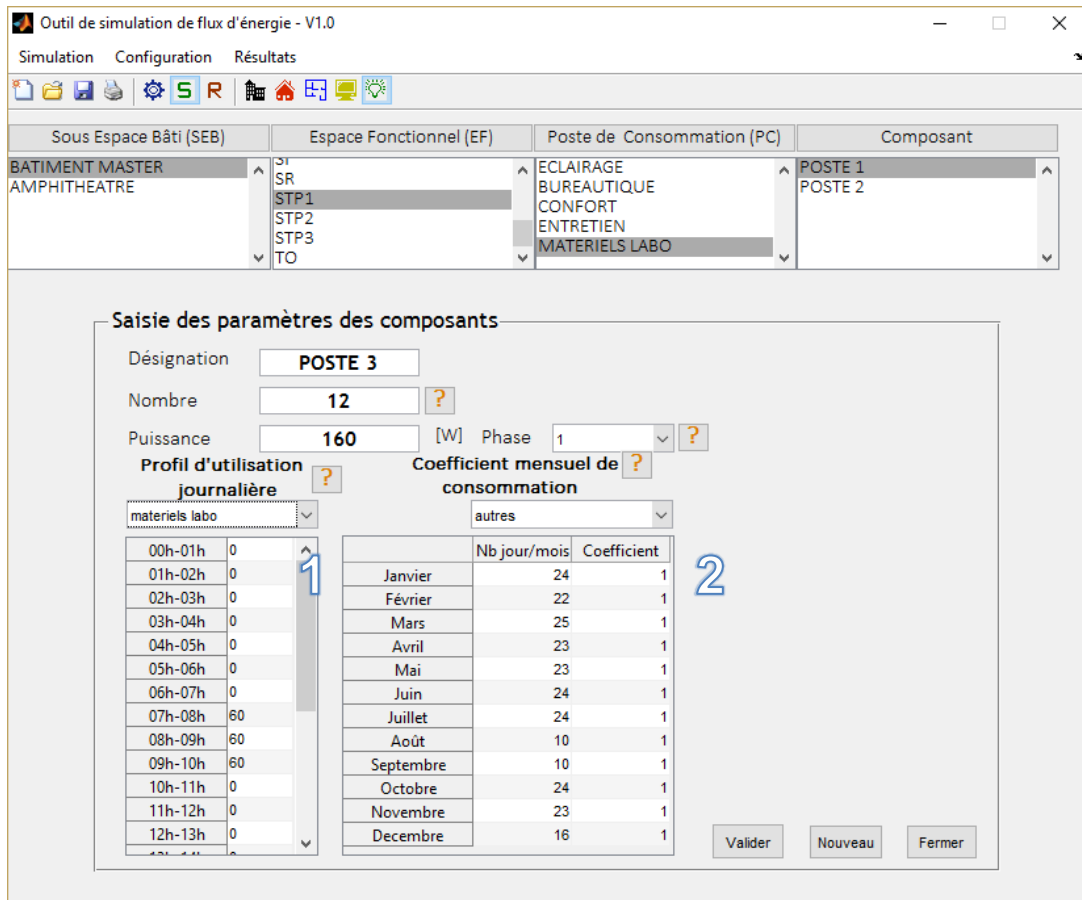 Outil de simulation de flux d'énergie - V1.0
Simulation Configuration Résultats
S R
Sous Espace Bâti (SEB) Espace Fonctionnel (EF) Poste de Consommation (PC) Composant
BATIMENT MASTER
AMPHITHEATRE
SR
STP1
STP2
STP3
TO
ECLAIRAGE
BUREAUTIQUE
CONFORT
ENTRETIEN
MATERIELS LABO
POSTE 1
POSTE 2
Saisie des paramètres des composants
Désignation POSTE 3
Nombre 12 ?
Puissance 160 [W] Phase 1 ?
Profil d'utilisation
journalière ?
Coefficient mensuel de ?
consommation
materiels labo
autres
00h-01h 0
01h-02h 0
02h-03h 0
03h-04h 0
04h-05h 0
05h-06h 0
06h-07h 0
07h-08h 60
08h-09h 60
09h-10h 60
10h-11h 0
11h-12h 0
12h-13h 0
1
Nb jour/mois Coefficient
Janvier 24 1
Février 22 1
Mars 25 1
Avril 23 1
Mai 23 1
Juin 24 1
Juillet 24 1
Août 10 1
Septembre 10 1
Octobre 24 1
Novembre 23 1
Decembre 16 1
2
Valider Nouveau Fermer